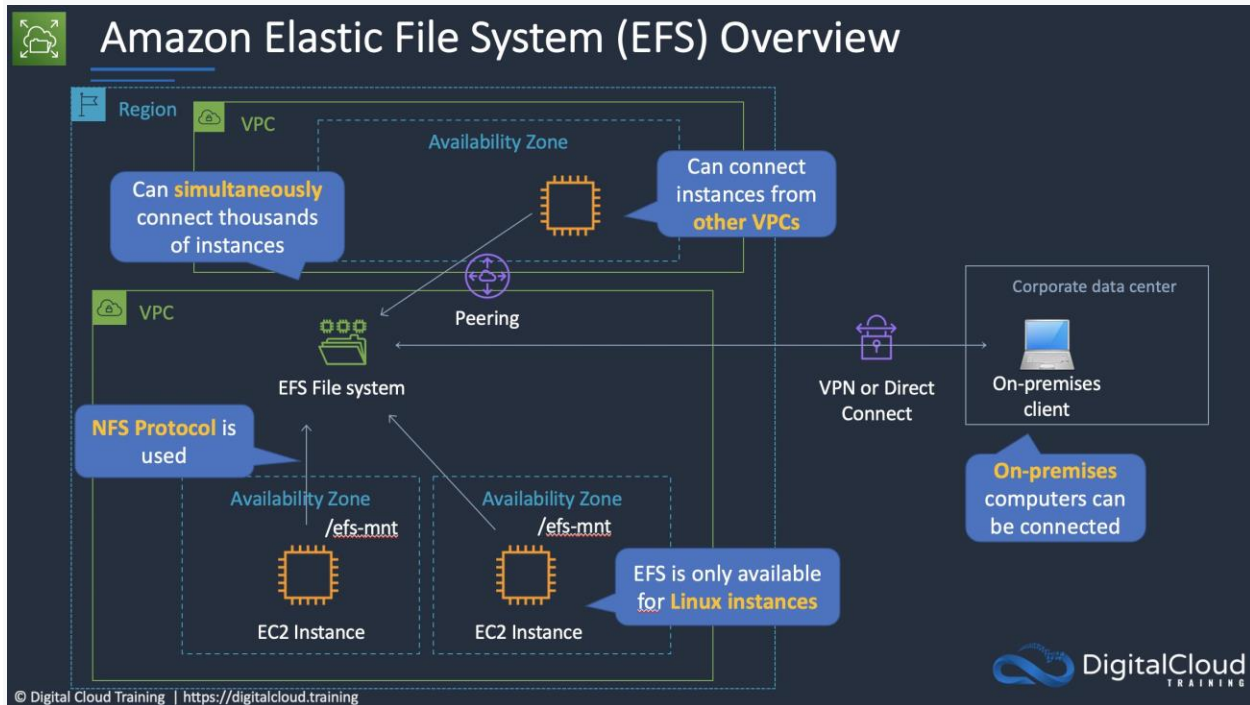 Amazon Elastic File System (EFS) Overview
Region
VPC
Availability Zone
Can simultaneously
connect thousands
of instances
Can connect
instances from
other VPCs
Peering
VPC
EFS File system
NFS Protocol is
used
Availability Zone
/efs-mnt
EC2 Instance
Availability Zone
/efs-mnt
EC2 Instance
EFS is only available
for Linux instances
VPN or Direct
Connect
Corporate data center
On-premises
client
On-premises
computers can
be connected
DigitalCloud
TRAINING
© Digital Cloud Training | https://digitalcloud.training